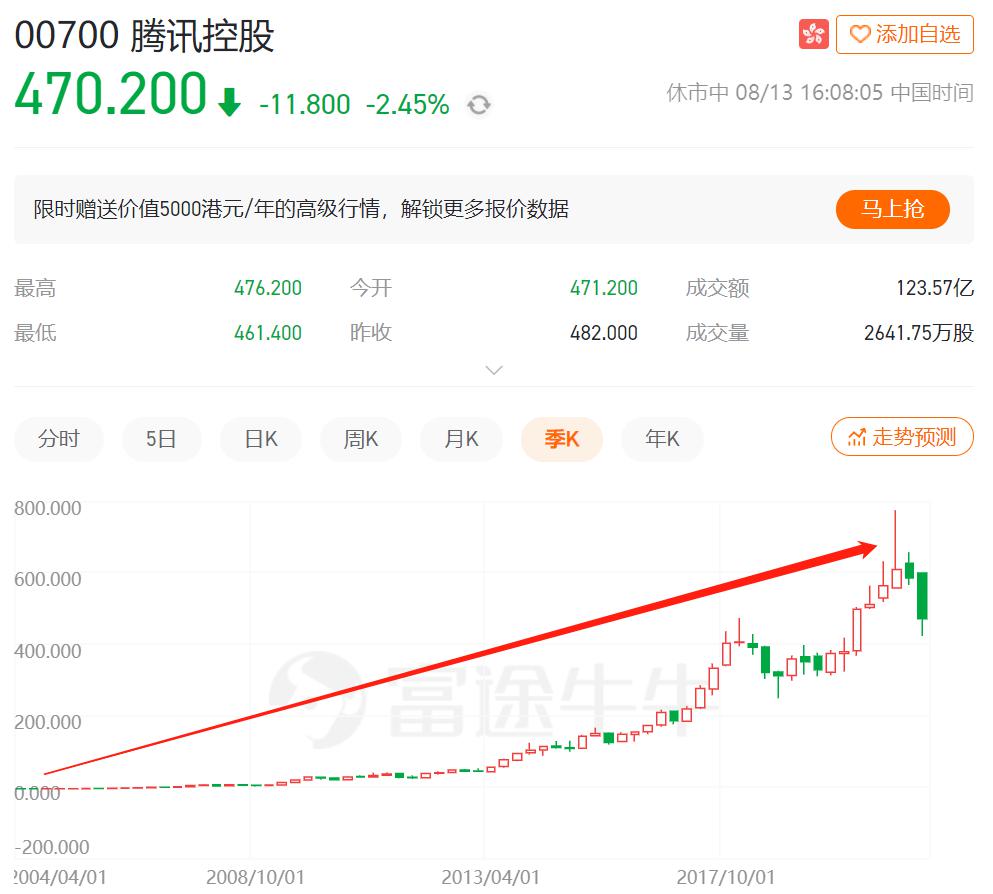 00700 腾讯控股
添加自选
470.200 -11.800 -2.45%
休市中 08/13 16:08:05 中国时间
限时赠送价值5000港元/年的高级行情，解锁更多报价数据
马上抢
最高 476.200 今开 471.200 成交额 123.57亿
最低 461.400 昨收 482.000 成交量 2641.75万股
分时 5日 日K 周K 月K 季K 年K 走势预测
800.000
600.000
400.000
富途牛牛
200.000
0.000
-200.000
2004/04/01 2008/10/01 2013/04/01 2017/10/01